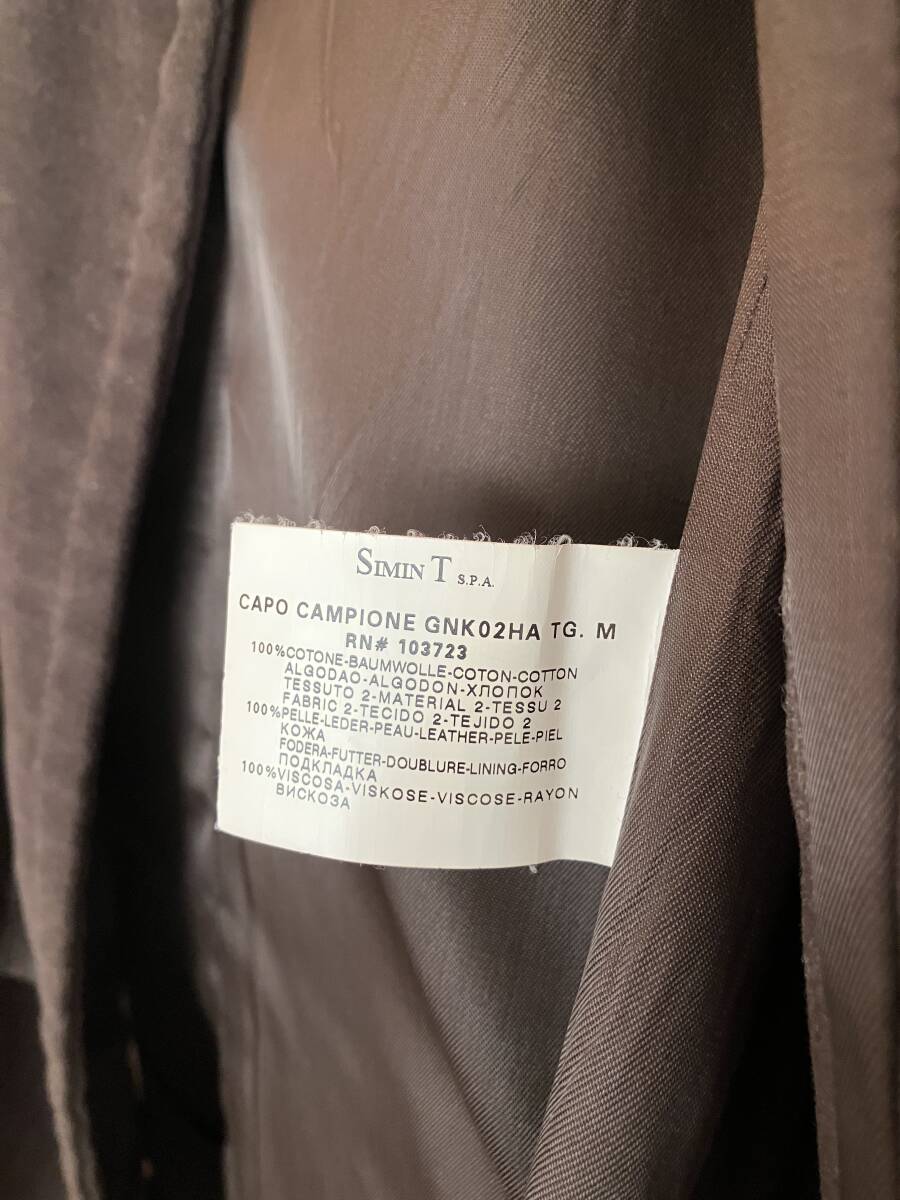 SIMIN T S.P.A.
CAPO CAMPIONE GNK02HA TG. M
RN# 103723
100%COTONE-BAUMWOLLE-COTON-COTTON
ALGODAO-ALGODON-ХЛОПОК
TESSUTO 2-MATERIAL 2-TESSU 2
FABRIC 2-TECIDO 2-TEJIDO 2
100%PELLE-LEDER-PEAU-LEATHER-PELE-PIEL
КОЖА
FODERA-FUTTER-DOUBLURE-LINING-FORRO
ПОДКЛАДКА
100%VISCOSA-VISKOSE-VISCOSE-RAYON
ВИСКОЗА